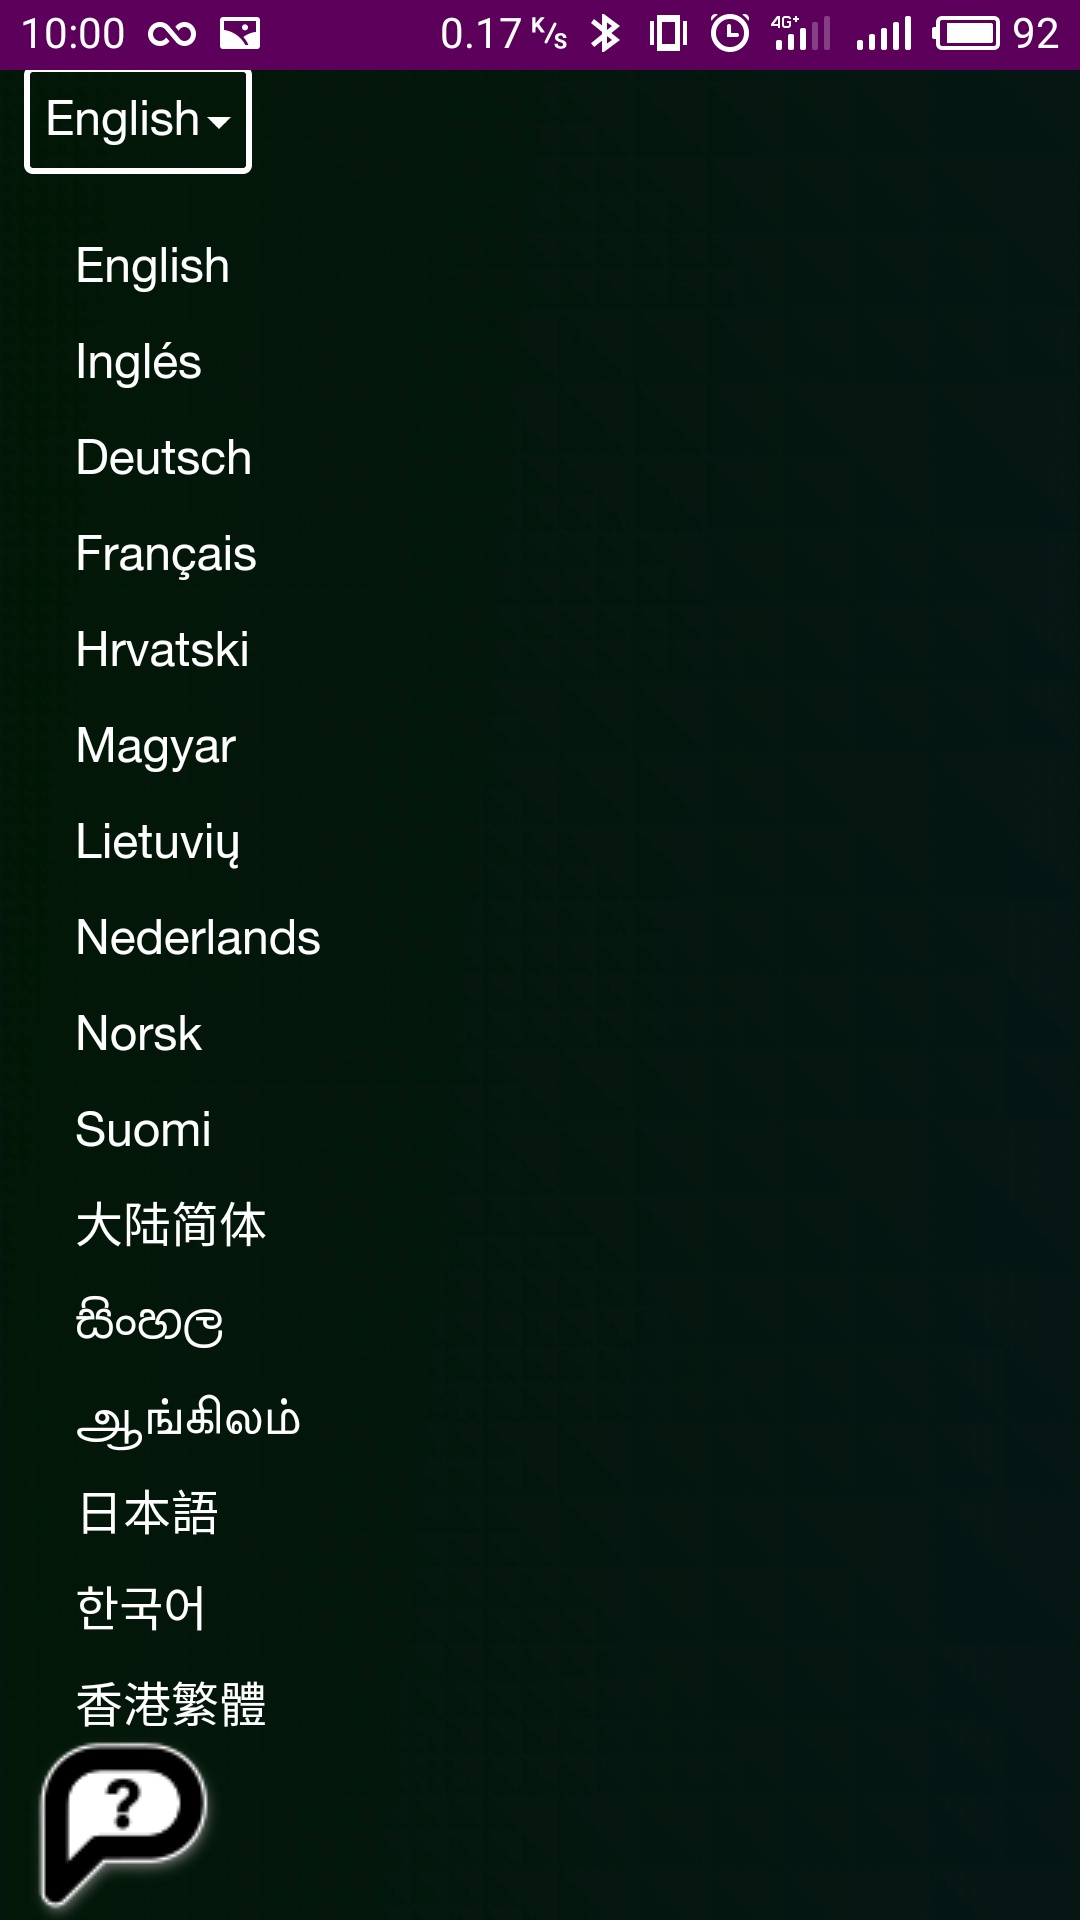 10:00 0.17 K/s 4G+ 92
English
English
Inglés
Deutsch
Français
Hrvatski
Magyar
Lietuvių
Nederlands
Norsk
Suomi
大陆简体
සිංහල
ஆங்கிலம்
日本語
한국어
香港繁體
?